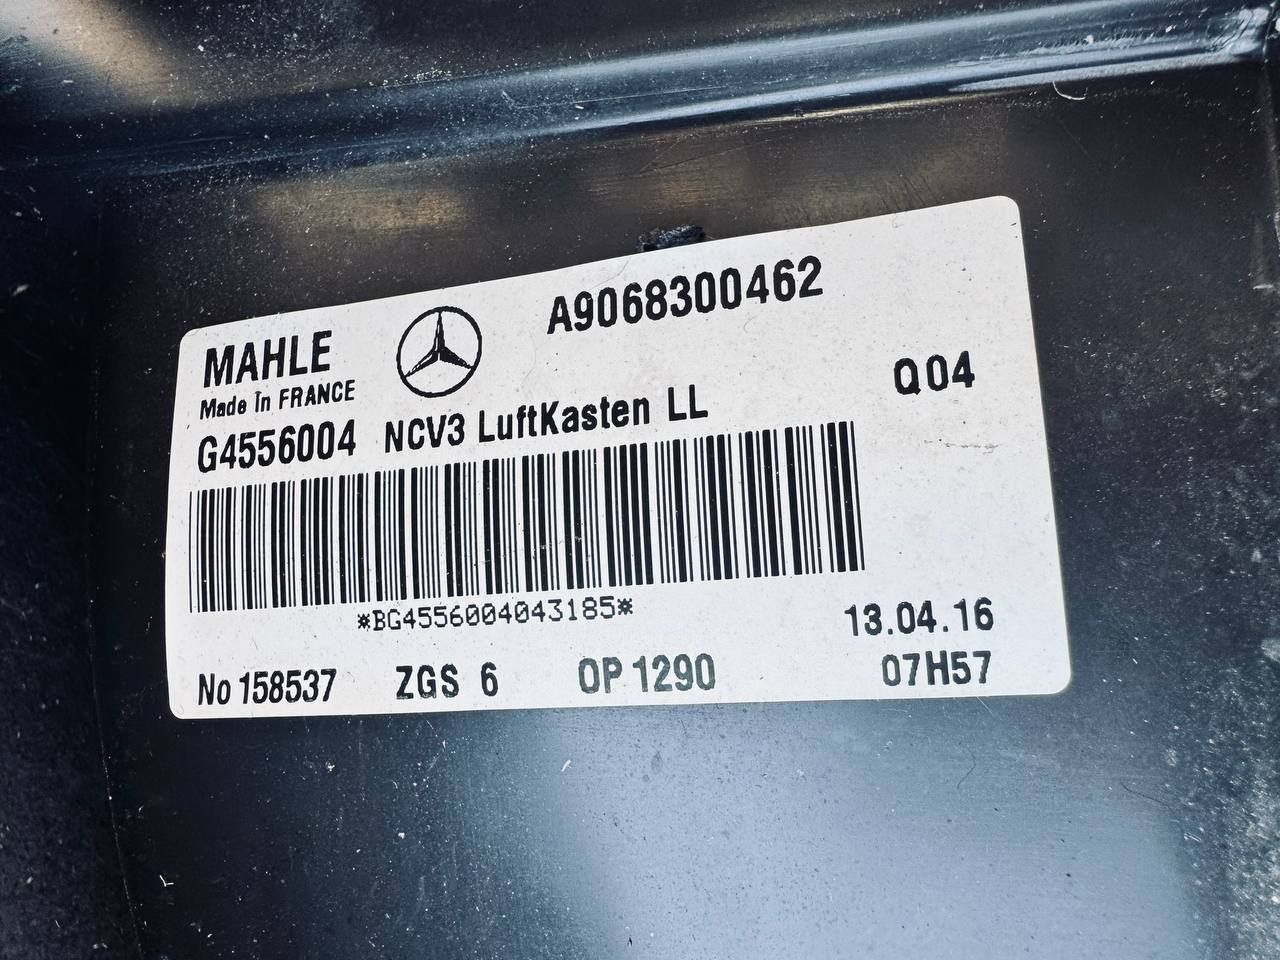 A9068300462
MAHLE
Made in FRANCE
Q04
G4556004 NCV3 LuftKasten LL
*BG4556004043185*
13.04.16
No 158537 ZGS 6 OP 1290 07H57